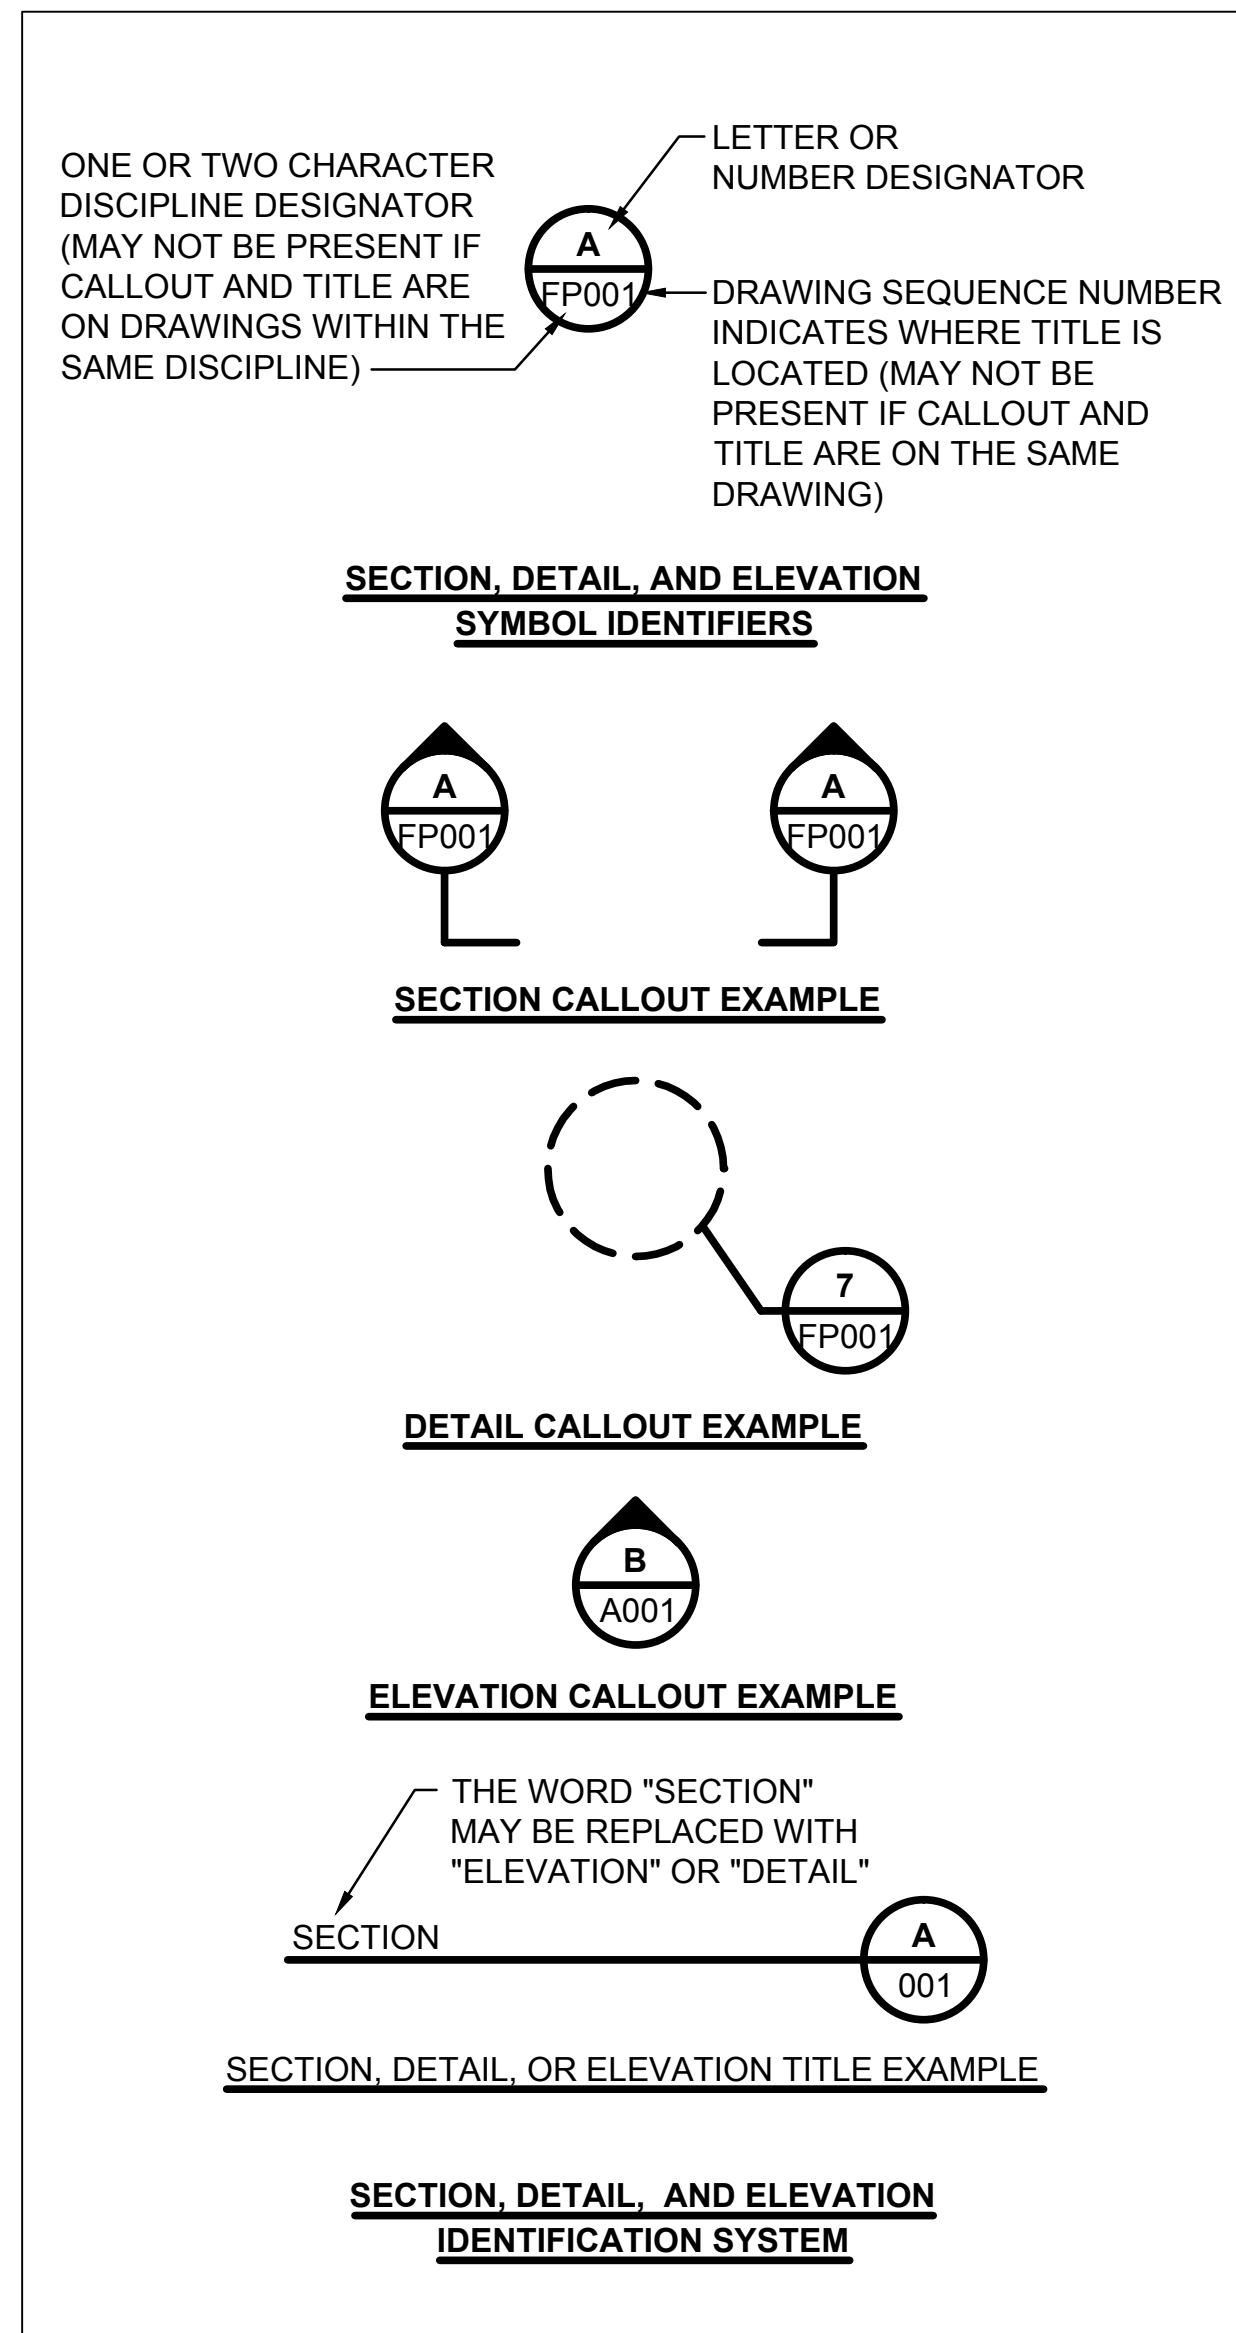 ONE OR TWO CHARACTER
DISCIPLINE DESIGNATOR
(MAY NOT BE PRESENT IF
CALLOUT AND TITLE ARE
ON DRAWINGS WITHIN THE
SAME DISCIPLINE)
A
FP001
LETTER OR
NUMBER DESIGNATOR
DRAWING SEQUENCE NUMBER
INDICATES WHERE TITLE IS
LOCATED (MAY NOT BE
PRESENT IF CALLOUT AND
TITLE ARE ON THE SAME
DRAWING)
SECTION, DETAIL, AND ELEVATION
SYMBOL IDENTIFIERS
A
FP001
A
FP001
SECTION CALLOUT EXAMPLE
7
FP001
DETAIL CALLOUT EXAMPLE
B
A001
ELEVATION CALLOUT EXAMPLE
THE WORD "SECTION"
MAY BE REPLACED WITH
"ELEVATION" OR "DETAIL"
SECTION
A
001
SECTION, DETAIL, OR ELEVATION TITLE EXAMPLE
SECTION, DETAIL, AND ELEVATION
IDENTIFICATION SYSTEM